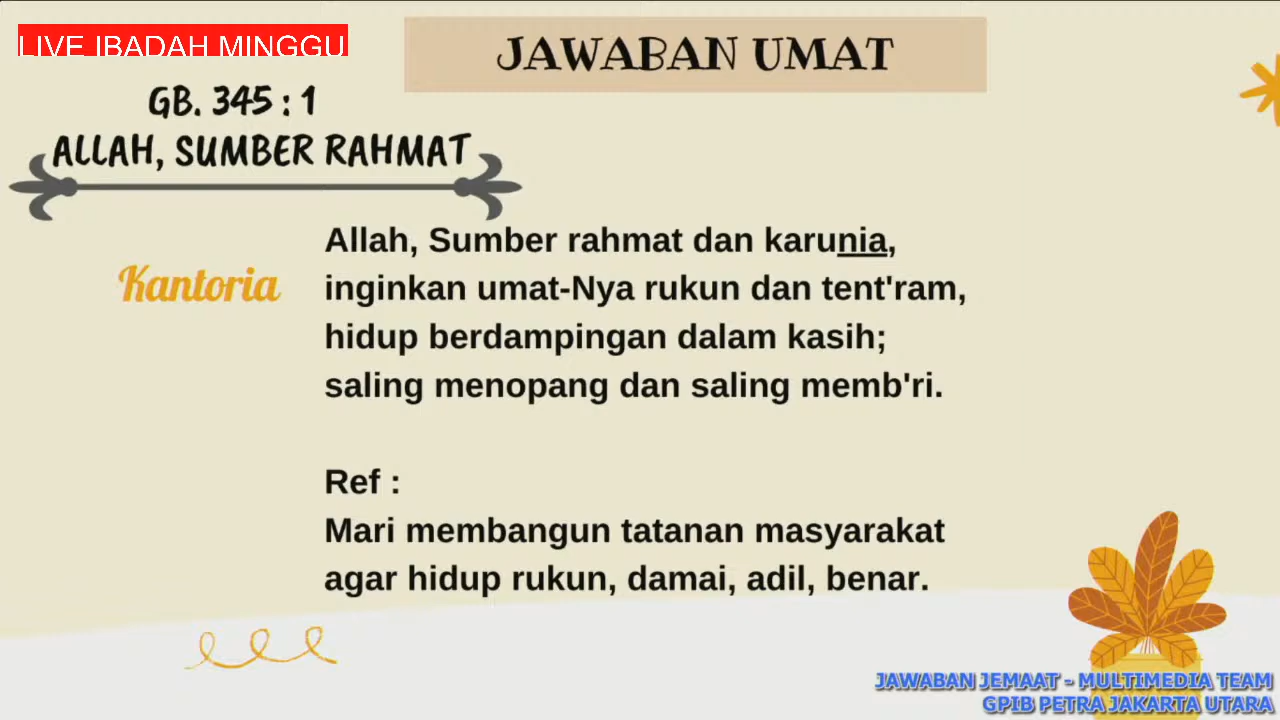 LIVE IBADAH MINGGU
JAWABAN UMAT
GB. 345 : 1
ALLAH, SUMBER RAHMAT
Kantoria
Allah, Sumber rahmat dan karunia,
inginkan umat-Nya rukun dan tent'ram,
hidup berdampingan dalam kasih;
saling menopang dan saling memb'ri.
Ref :
Mari membangun tatanan masyarakat
agar hidup rukun, damai, adil, benar.
JAWABAN JEMAAT - MULTIMEDIA TEAM
GPIB PETRA JAKARTA UTARA